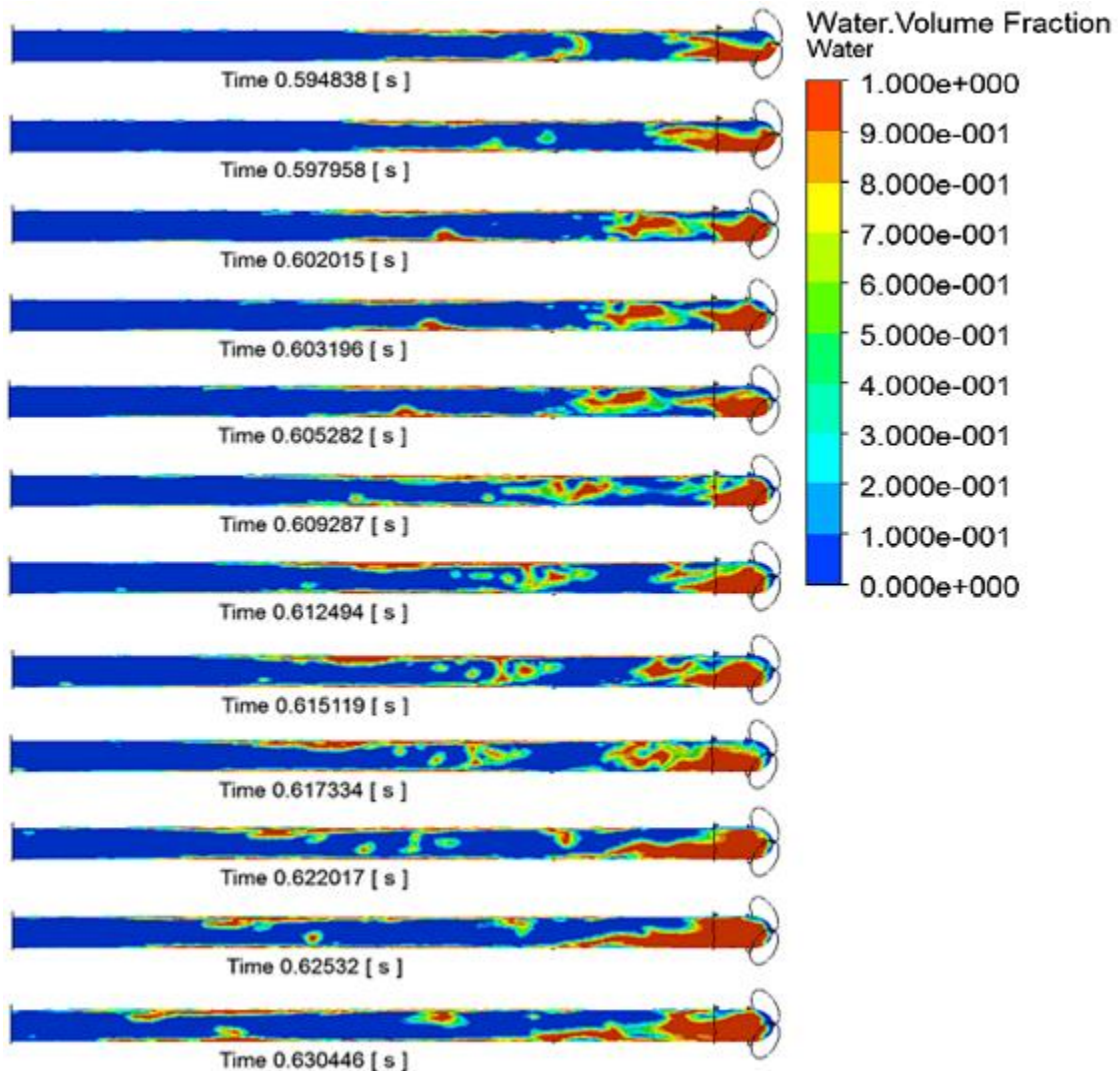 Water.Volume Fraction
Water
1.000e+000
9.000e-001
8.000e-001
7.000e-001
6.000e-001
5.000e-001
4.000e-001
3.000e-001
2.000e-001
1.000e-001
0.000e+000
Time 0.594838 [ s ]
Time 0.597958 [ s ]
Time 0.602015 [ s ]
Time 0.603196 [ s ]
Time 0.605282 [ s ]
Time 0.609287 [ s ]
Time 0.612494 [ s ]
Time 0.615119 [ s ]
Time 0.617334 [ s ]
Time 0.622017 [ s ]
Time 0.62532 [ s ]
Time 0.630446 [ s ]